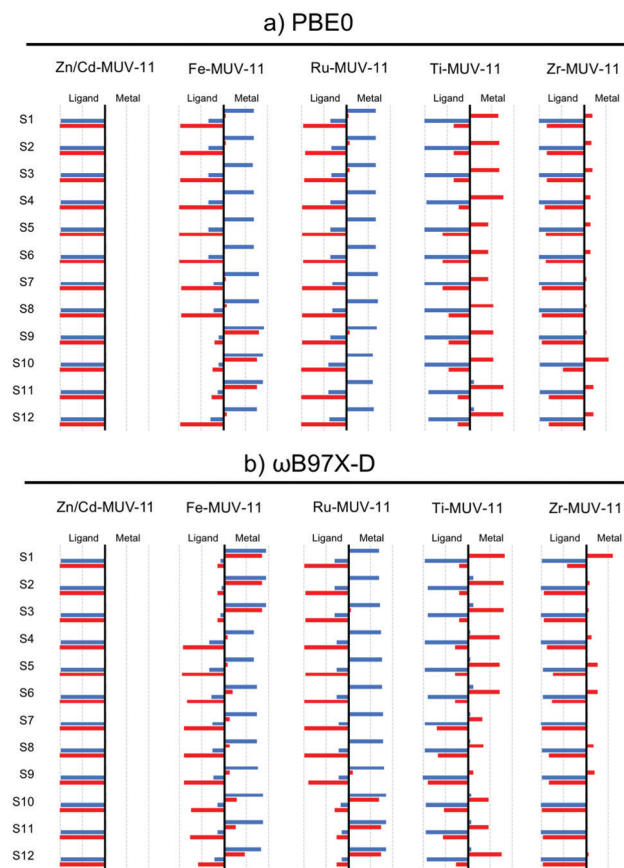 a) PBE0
Zn/Cd-MUV-11 Fe-MUV-11 Ru-MUV-11 Ti-MUV-11 Zr-MUV-11
Ligand Metal Ligand Metal Ligand Metal Ligand Metal Ligand Metal
S1
S2
S3
S4
S5
S6
S7
S8
S9
S10
S11
S12
b) ωB97X-D
Zn/Cd-MUV-11 Fe-MUV-11 Ru-MUV-11 Ti-MUV-11 Zr-MUV-11
Ligand Metal Ligand Metal Ligand Metal Ligand Metal Ligand Metal
S1
S2
S3
S4
S5
S6
S7
S8
S9
S10
S11
S12